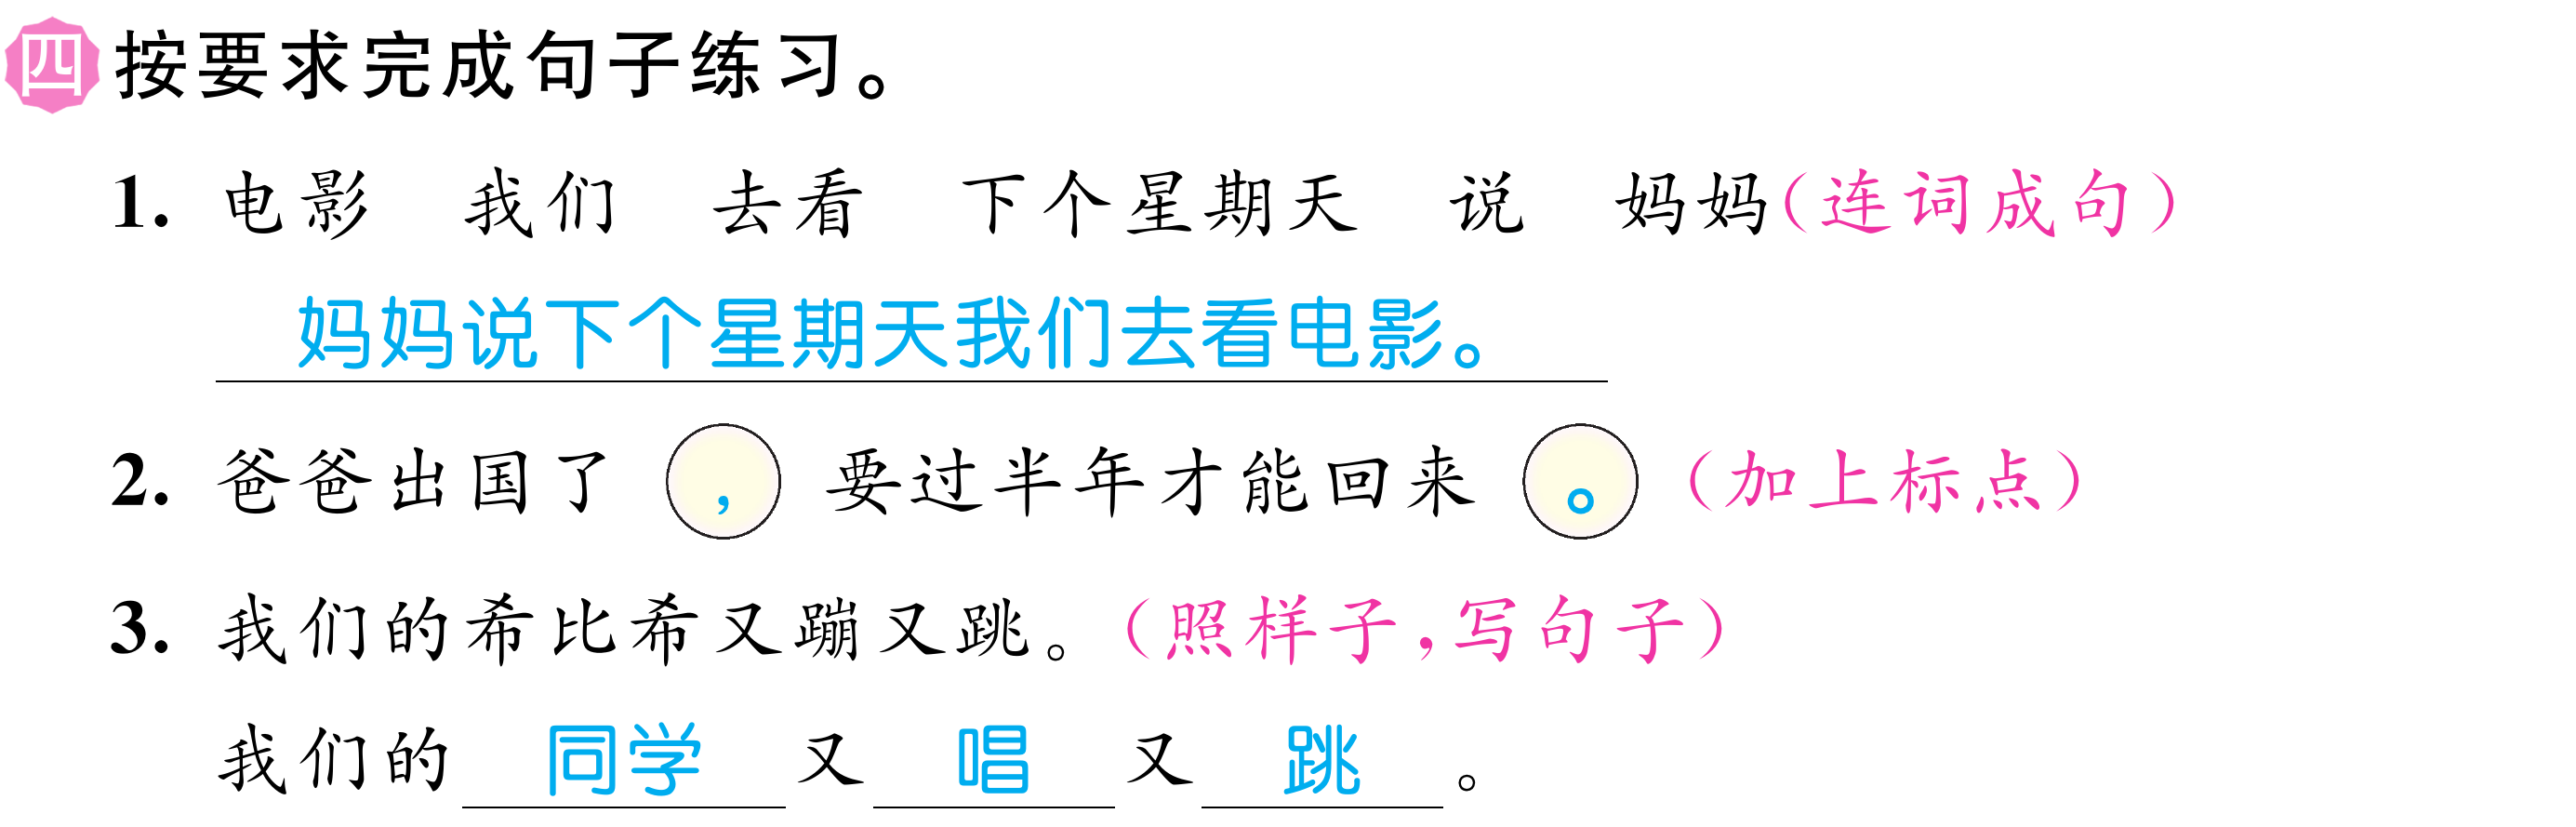 四 按要求完成句子练习。
1. 电影 我们 去看 下个星期天 说 妈妈(连词成句)
妈妈说下个星期天我们去看电影。
2. 爸爸出国了 , 要过半年才能回来 。 (加上标点)
3. 我们的希比希又蹦又跳。(照样子,写句子)
我们的 同学 又 唱 又 跳 。